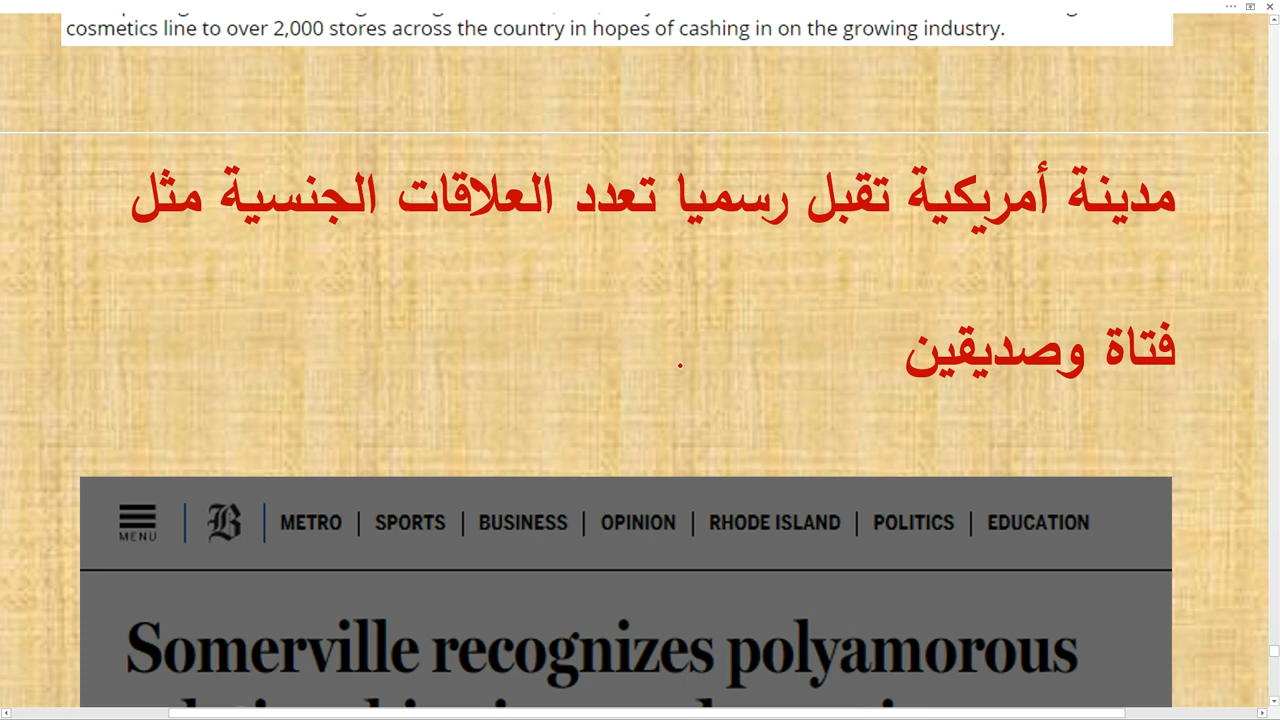 cosmetics line to over 2,000 stores across the country in hopes of cashing in on the growing industry.
مدينة أمريكية تقبل رسميا تعدد العلاقات الجنسية مثل
فتاة وصديقين
MENU | B | METRO | SPORTS | BUSINESS | OPINION | RHODE ISLAND | POLITICS | EDUCATION
Somerville recognizes polyamorous